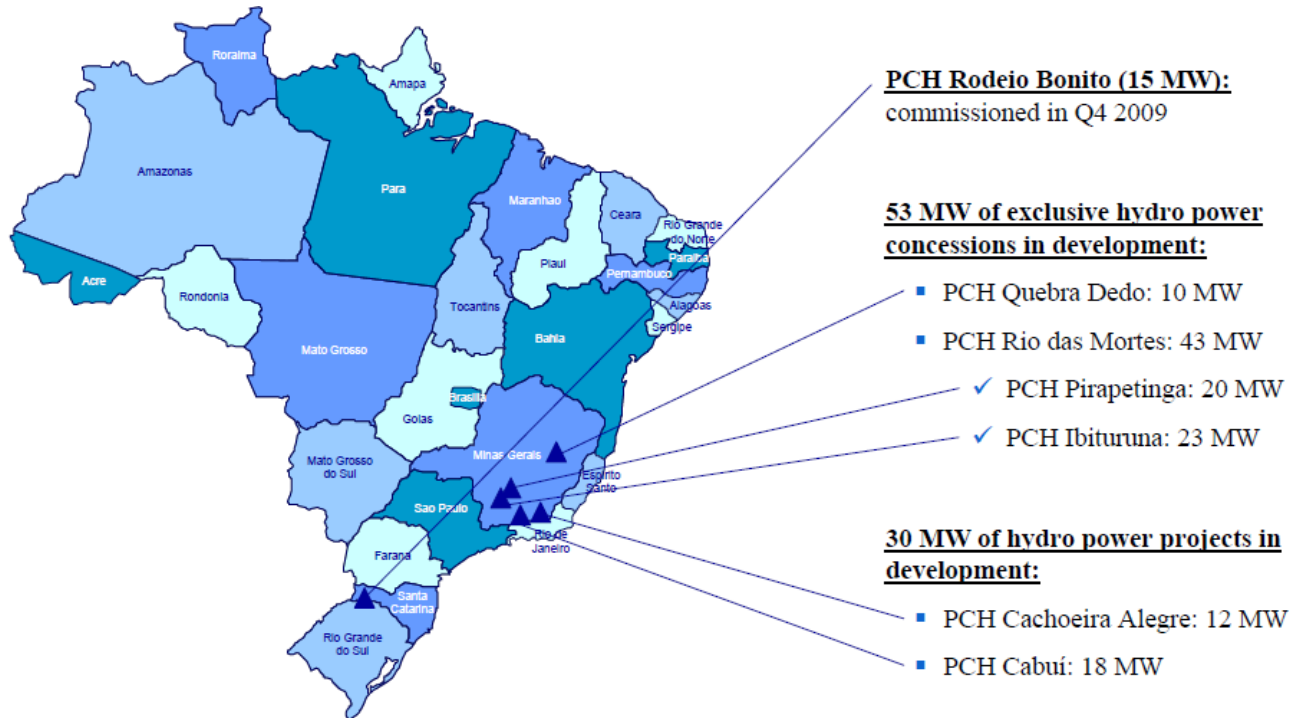 Roraima
Amapa
Amazonas
Para
Maranhao
Ceara
Rio Grande
do Norte
Paraiba
Piaui
Pernambuco
Acre
Rondonia
Tocantins
Alagoas
Sergipe
Mato Grosso
Bahia
Brasilia
Goias
Minas Gerais
Mato Grosso
do Sul
Espirito
Santo
Sao Paulo
Rio de
Janeiro
Farana
Santa
Catarina
Rio Grande
do Sul
PCH Rodeio Bonito (15 MW):
commissioned in Q4 2009
53 MW of exclusive hydro power
concessions in development:
▪ PCH Quebra Dedo: 10 MW
▪ PCH Rio das Mortes: 43 MW
✓ PCH Pirapetinga: 20 MW
✓ PCH Ibituruna: 23 MW
30 MW of hydro power projects in
development:
▪ PCH Cachoeira Alegre: 12 MW
▪ PCH Cabuí: 18 MW